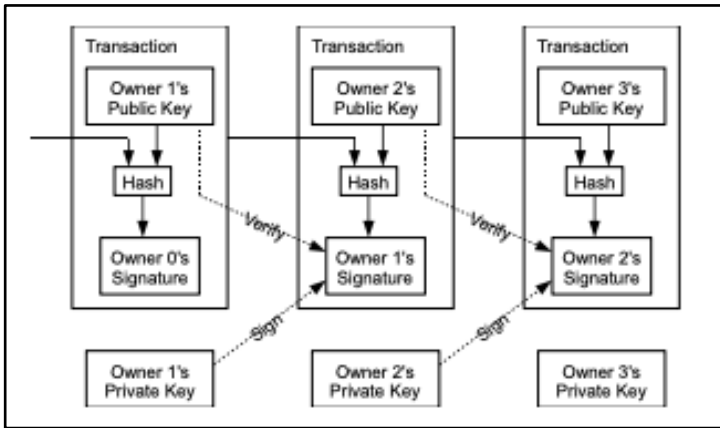 Transaction
Owner 1's
Public Key
Hash
Owner 0's
Signature
Transaction
Owner 2's
Public Key
Hash
Verify
Owner 1's
Signature
Transaction
Owner 3's
Public Key
Hash
Verify
Owner 2's
Signature
Sign
Sign
Owner 1's
Private Key
Owner 2's
Private Key
Owner 3's
Private Key